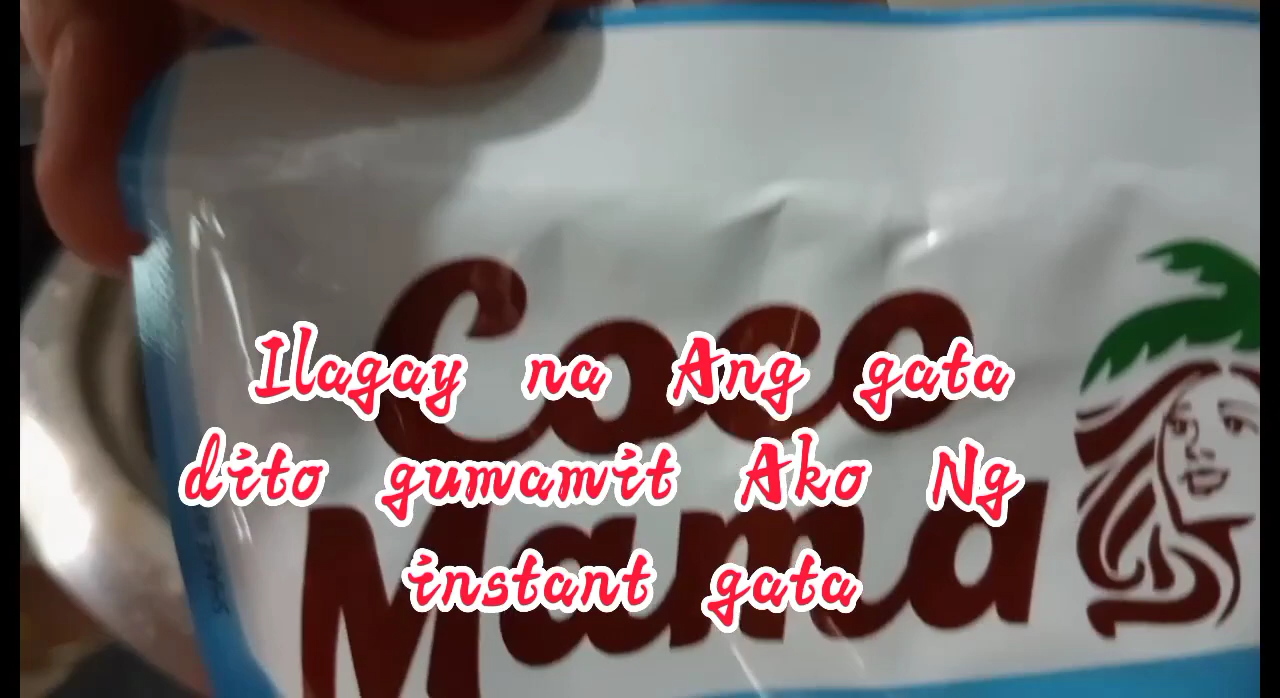 Coco
Mama
Ilagay na Ang gata
dito gumamit Ako Ng
instant gata